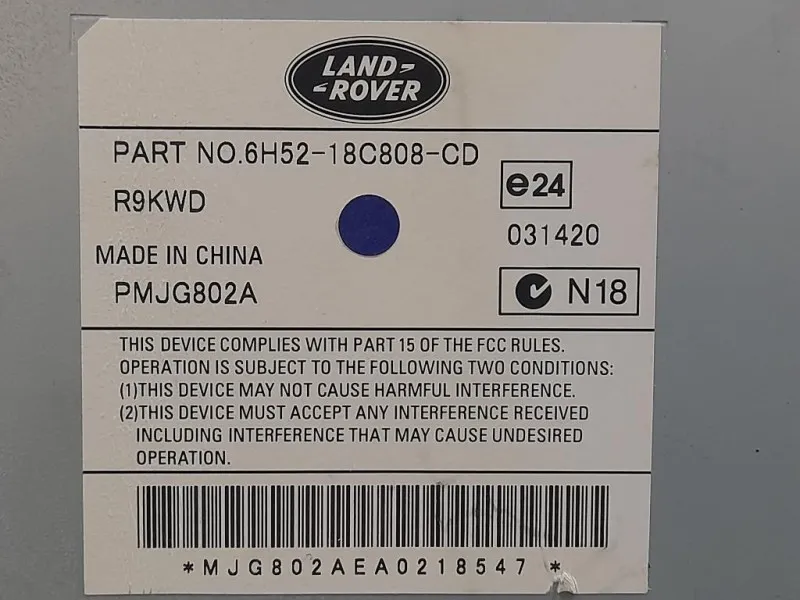 LAND-
-ROVER
PART NO.6H52-18C808-CD
R9KWD
e24
031420
MADE IN CHINA
PMJG802A
N18
THIS DEVICE COMPLIES WITH PART 15 OF THE FCC RULES.
OPERATION IS SUBJECT TO THE FOLLOWING TWO CONDITIONS:
(1)THIS DEVICE MAY NOT CAUSE HARMFUL INTERFERENCE.
(2)THIS DEVICE MUST ACCEPT ANY INTERFERENCE RECEIVED
INCLUDING INTERFERENCE THAT MAY CAUSE UNDESIRED
OPERATION.
*MJG802AEA0218547 *